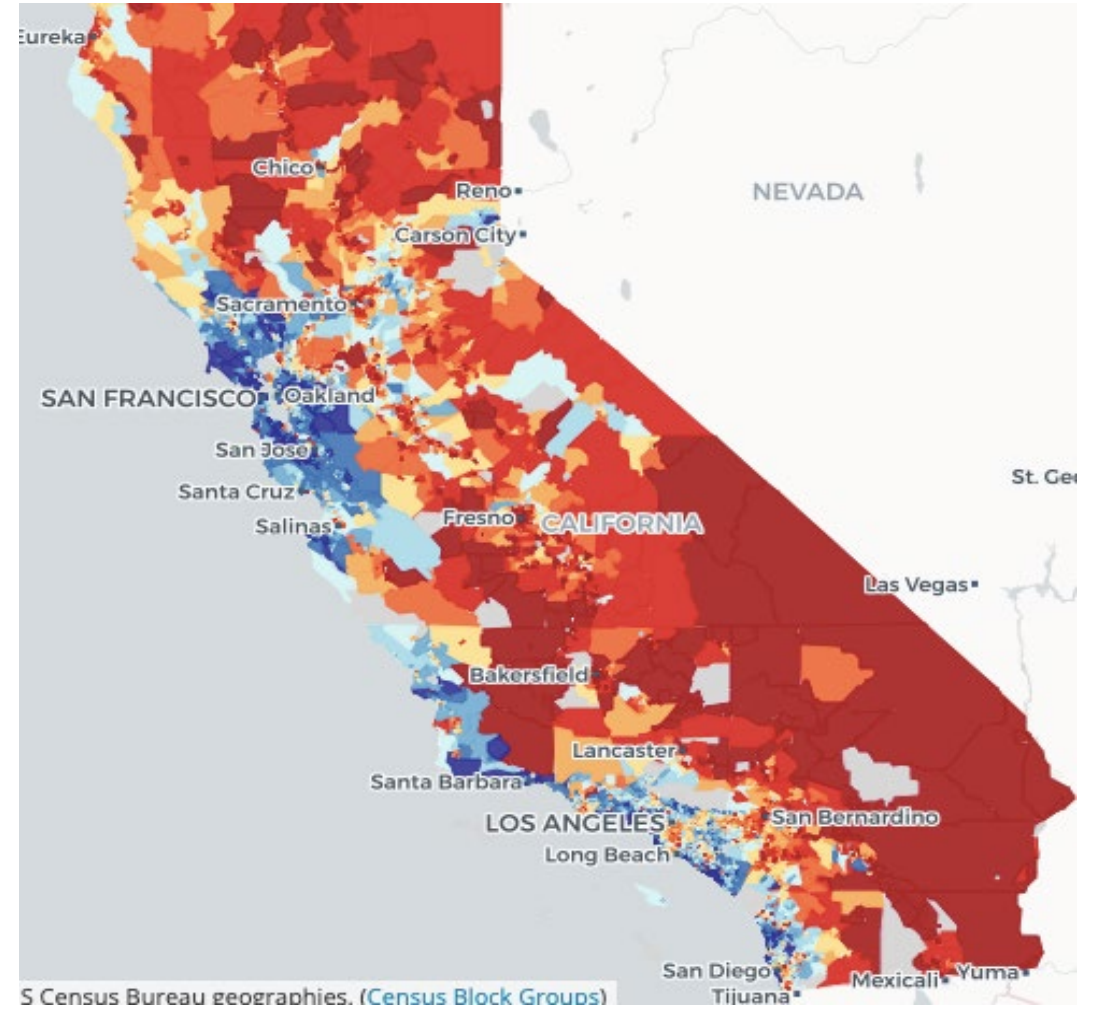 Eureka
Chico
Reno
NEVADA
Carson City
Sacramento
SAN FRANCISCO
Oakland
San Jose
St. Geo
Santa Cruz
Salinas
Fresno
CALIFORNIA
Las Vegas
Bakersfield
Lancaster
Santa Barbara
LOS ANGELES
San Bernardino
Long Beach
San Diego
Mexicali
Yuma
Tijuana
S Census Bureau geographies. (Census Block Groups)